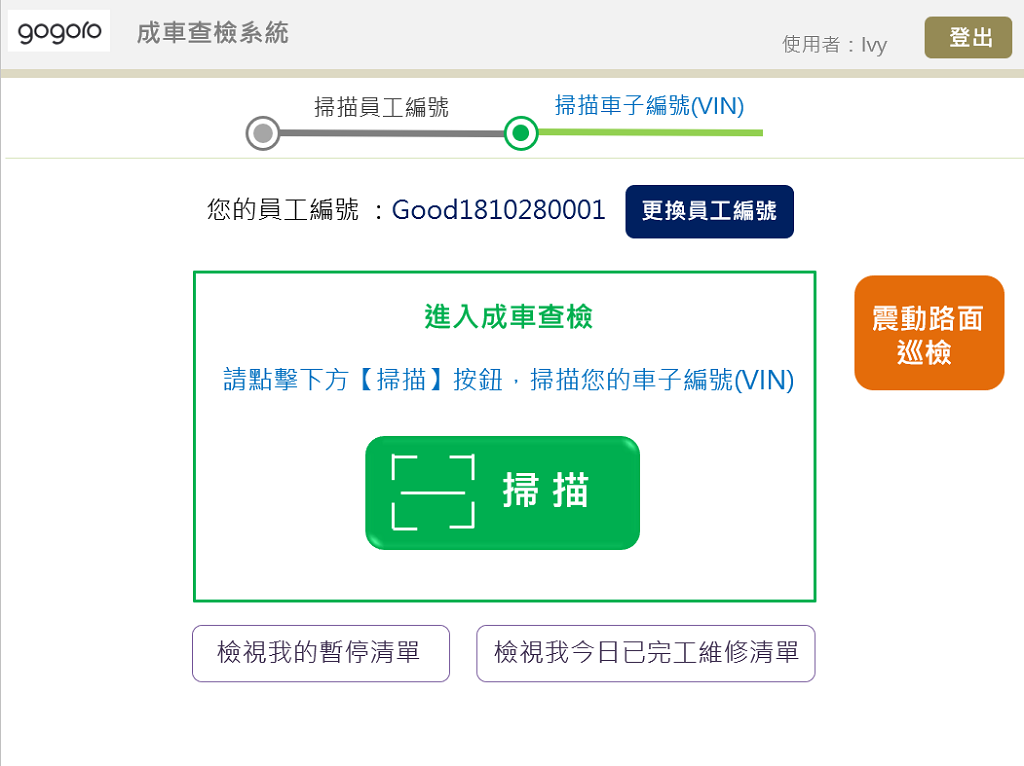 gogoro
成車查檢系統
使用者：Ivy
登出
掃描員工編號
掃描車子編號(VIN)
您的員工編號 ：Good1810280001
更換員工編號
進入成車查檢
請點擊下方【掃描】按鈕，掃描您的車子編號(VIN)
掃 描
震動路面
巡檢
檢視我的暫停清單
檢視我今日已完工維修清單